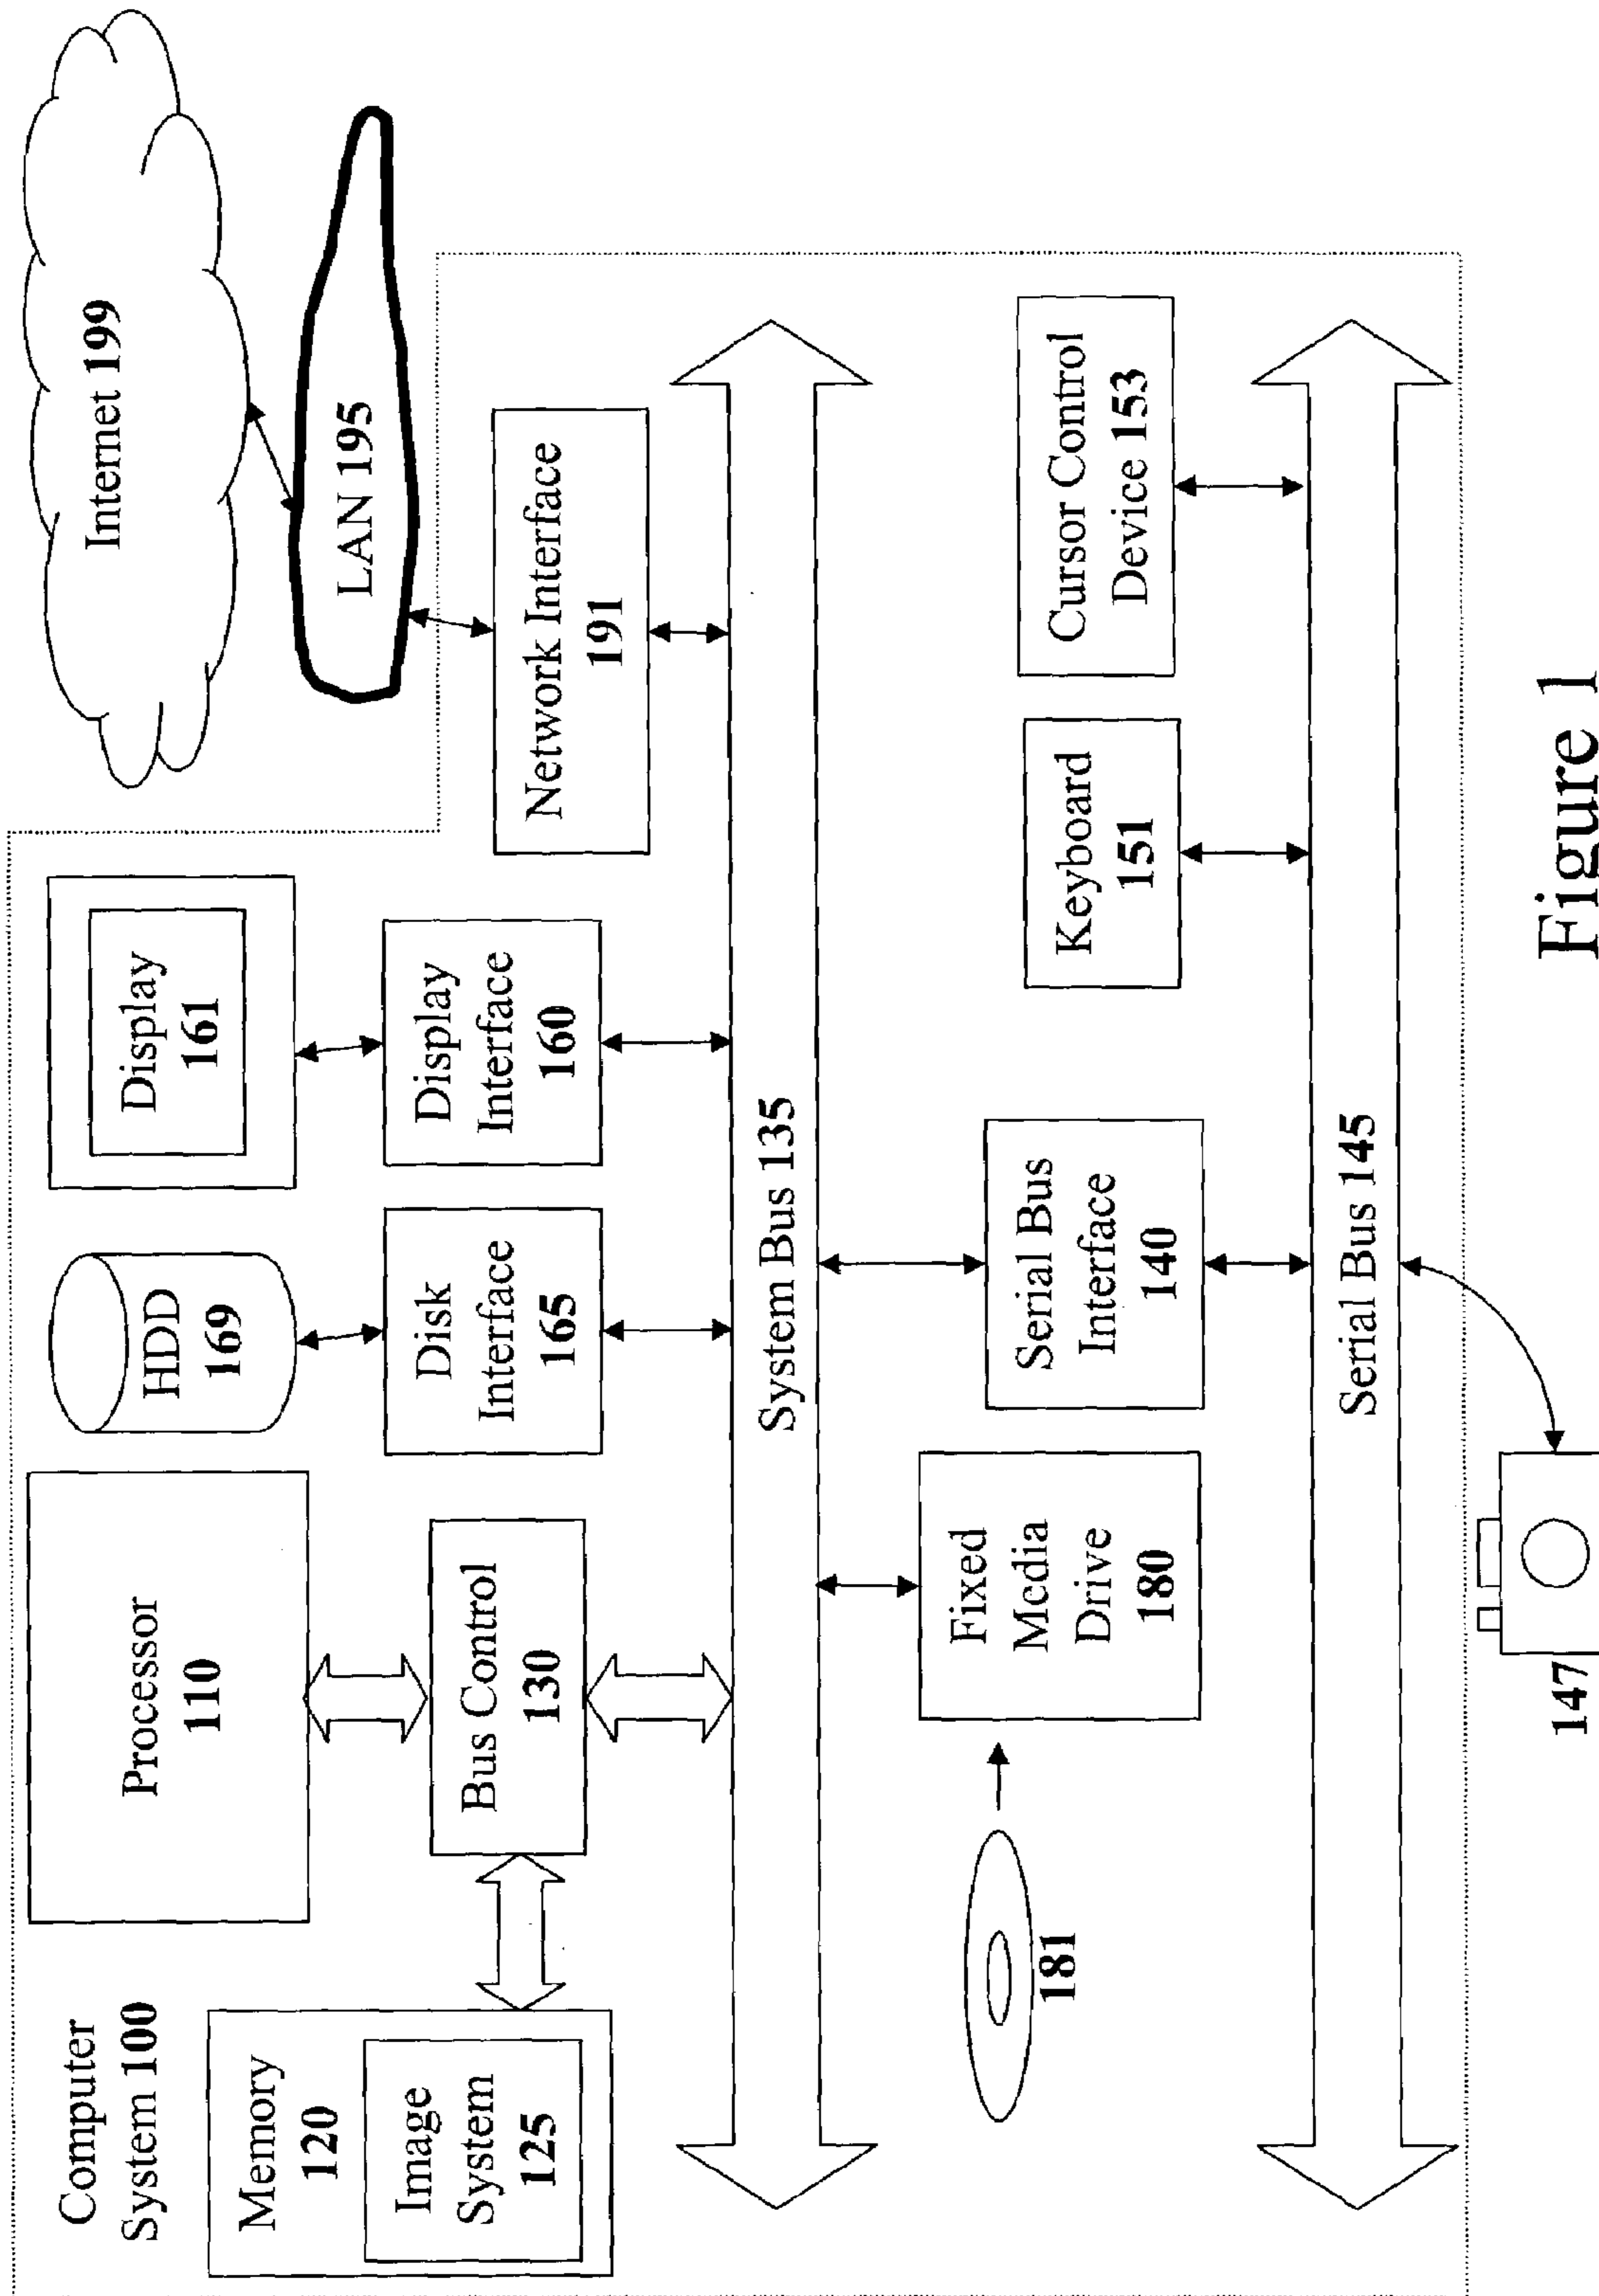 Computer
System 100
Processor
110
HDD
169
Display
161
Internet 199
LAN 195
Memory
120
Image
System
125
Bus Control
130
Disk
Interface
165
Display
Interface
160
Network Interface
191
System Bus 135
181
Fixed
Media
Drive
180
Serial Bus
Interface
140
Keyboard
151
Cursor Control
Device 153
Serial Bus 145
147
Figure 1